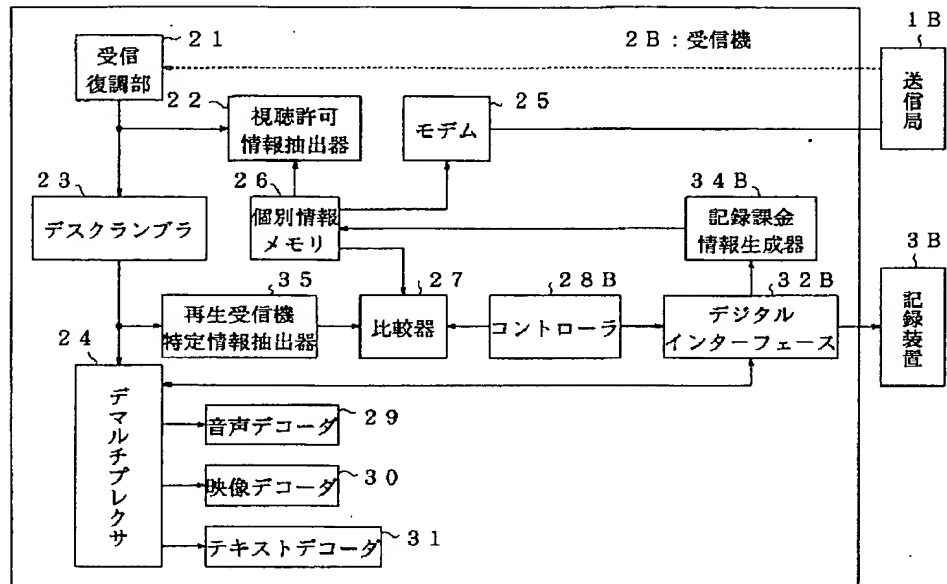 21
受信
復調部
2B:受信機
1B
送信局
22
視聴許可
情報抽出器
25
モデム
23
デスクランブラ
26
個別情報
メモリ
34B
記録課金
情報生成器
3B
記録装置
35
再生受信機
特定情報抽出器
27
比較器
28B
コントローラ
32B
デジタル
インターフェース
24
デマルチプレクサ
音声デコーダ
29
映像デコーダ
30
テキストデコーダ
31